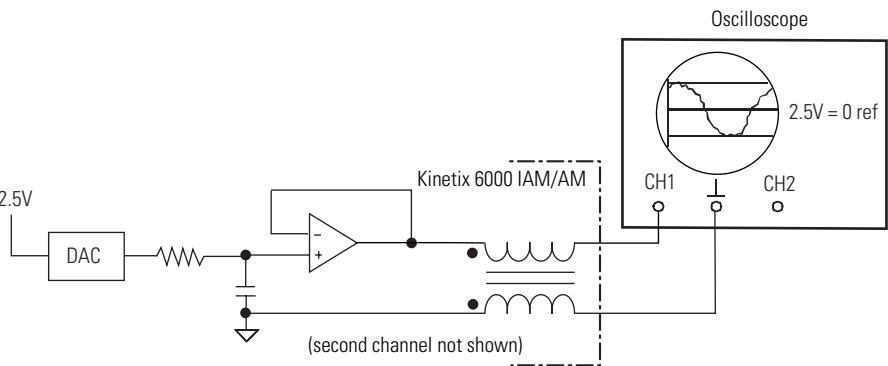 Oscilloscope
2.5V = 0 ref
Kinetix 6000 IAM/AM
CH1
CH2
2.5V
DAC
−
+
(second channel not shown)